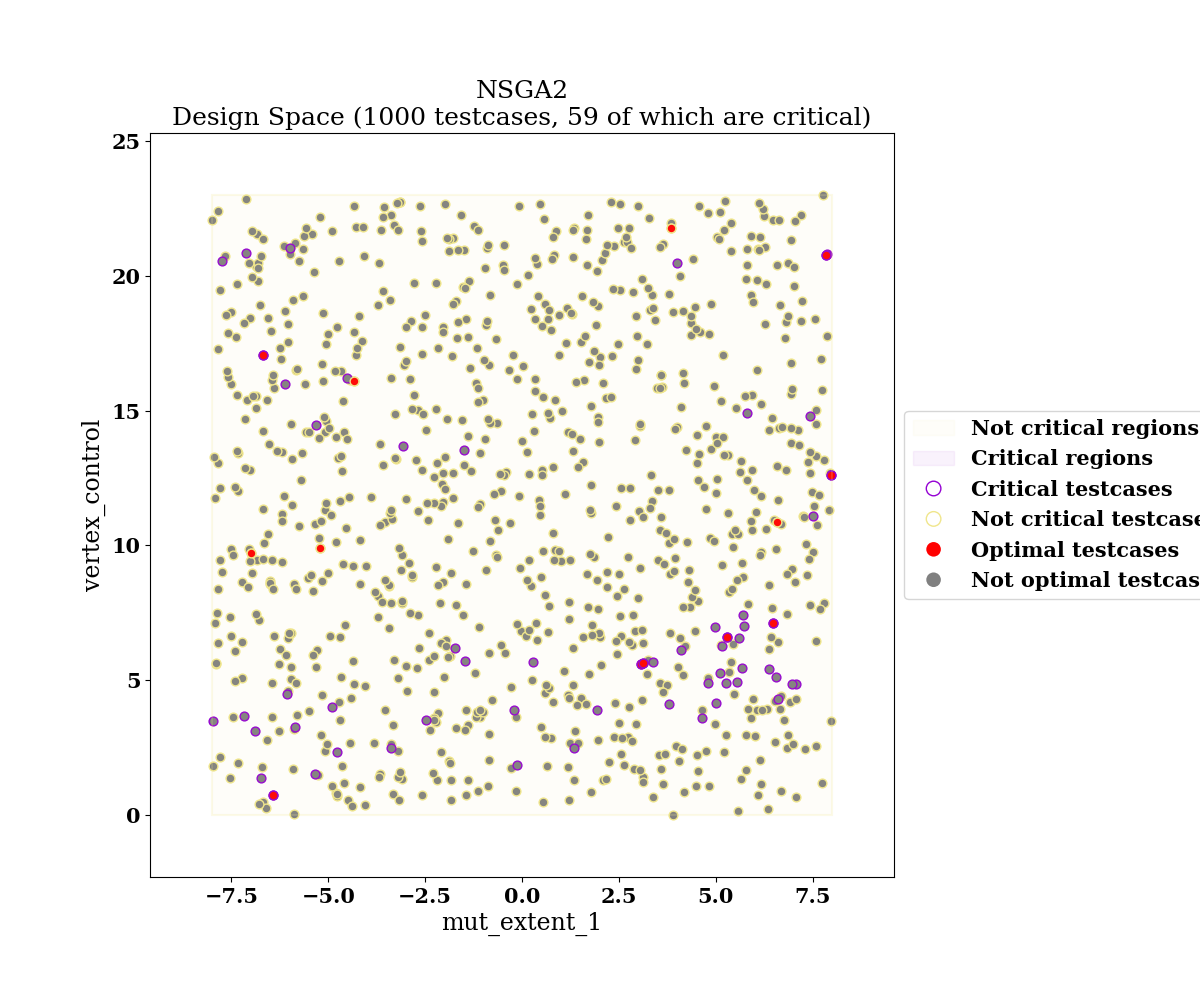 NSGA2
Design Space (1000 testcases, 59 of which are critical)
25
20
15
10
5
0
vertex_control
−7.5 −5.0 −2.5 0.0 2.5 5.0 7.5
mut_extent_1
Not critical regions
Critical regions
Critical testcases
Not critical testcase
Optimal testcases
Not optimal testcas